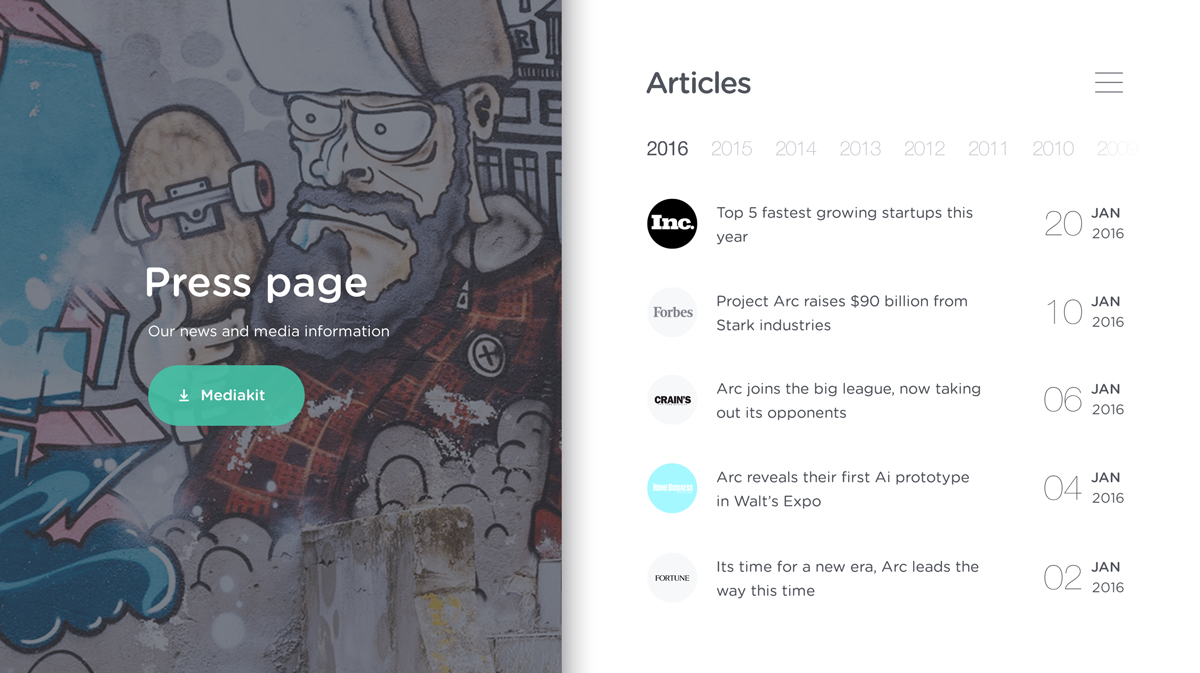 Press page
Our news and media information
Mediakit
Articles
2016 2015 2014 2013 2012 2011 2010 2009
Inc.
Top 5 fastest growing startups this
year
20 JAN
2016
Forbes
Project Arc raises $90 billion from
Stark industries
10 JAN
2016
CRAIN'S
Arc joins the big league, now taking
out its opponents
06 JAN
2016
Arc reveals their first Ai prototype
in Walt's Expo
04 JAN
2016
FORTUNE
Its time for a new era, Arc leads the
way this time
02 JAN
2016